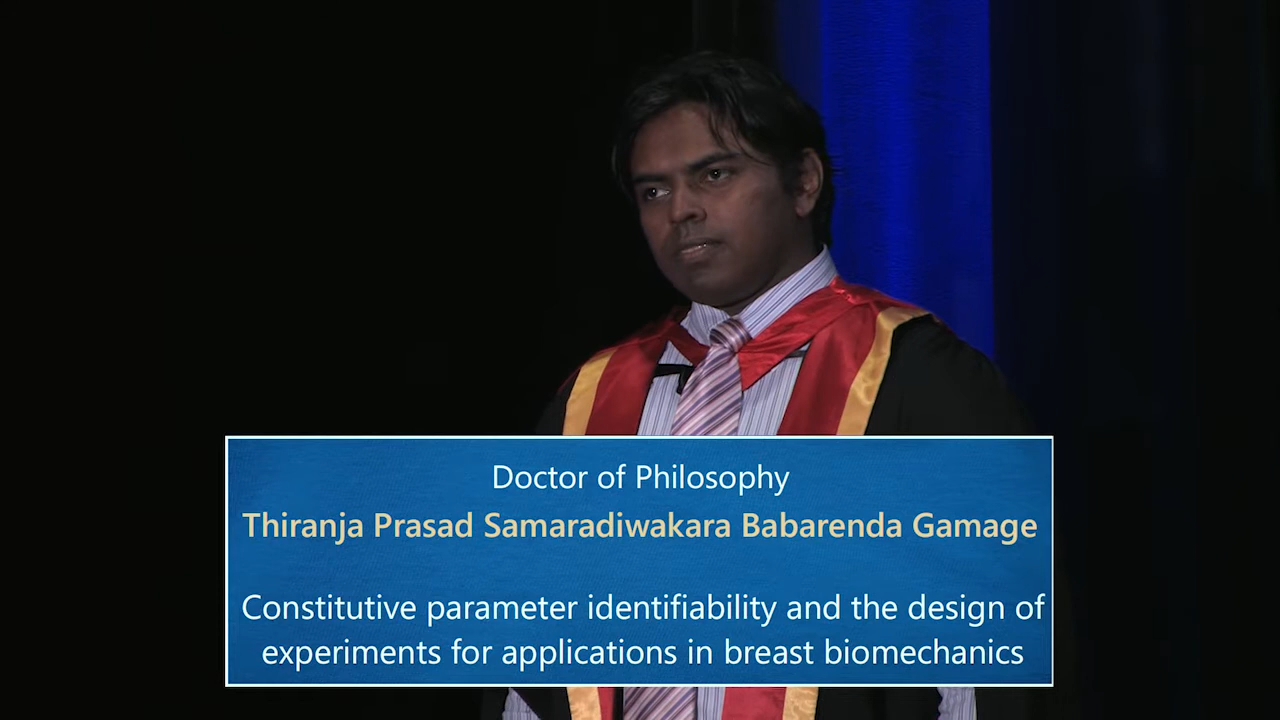 Doctor of Philosophy
Thiranja Prasad Samaradiwakara Babarenda Gamage
Constitutive parameter identifiability and the design of
experiments for applications in breast biomechanics